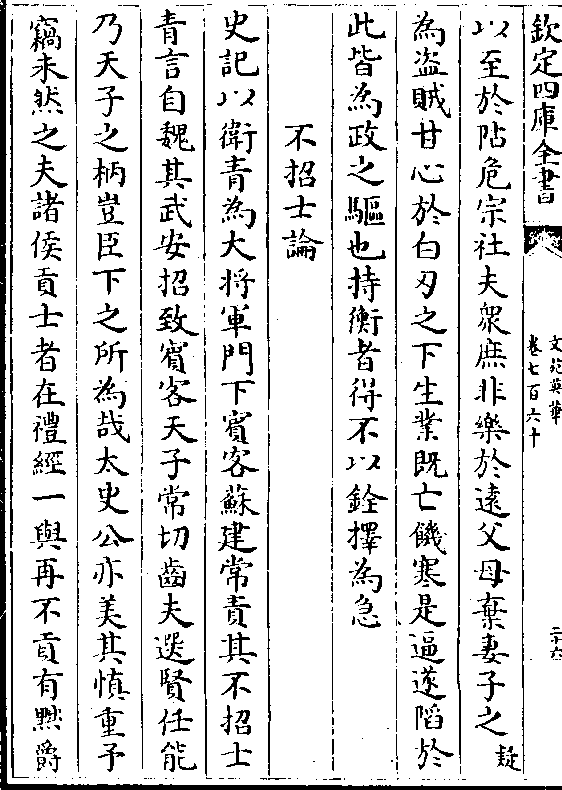 欽定四庫全書
文苑英華
卷七百六十
二十六
以至於阽危宗社夫衆庶非樂於遠父母棄妻子之疑
為盜賊甘心於白刃之下生業既亡饑寒是逼遂陷於
此皆為政之驅也持衡者得不以銓擇為急
不招士論
史記以衛青為大將軍門下賓客蘇建常責其不招士
青言自魏其武安招致賓客天子常切齒夫選賢任能
乃天子之柄豈臣下之所為哉太史公亦美其慎重予
竊未然之夫諸侯貢士者在禮經一與再不貢有黜爵